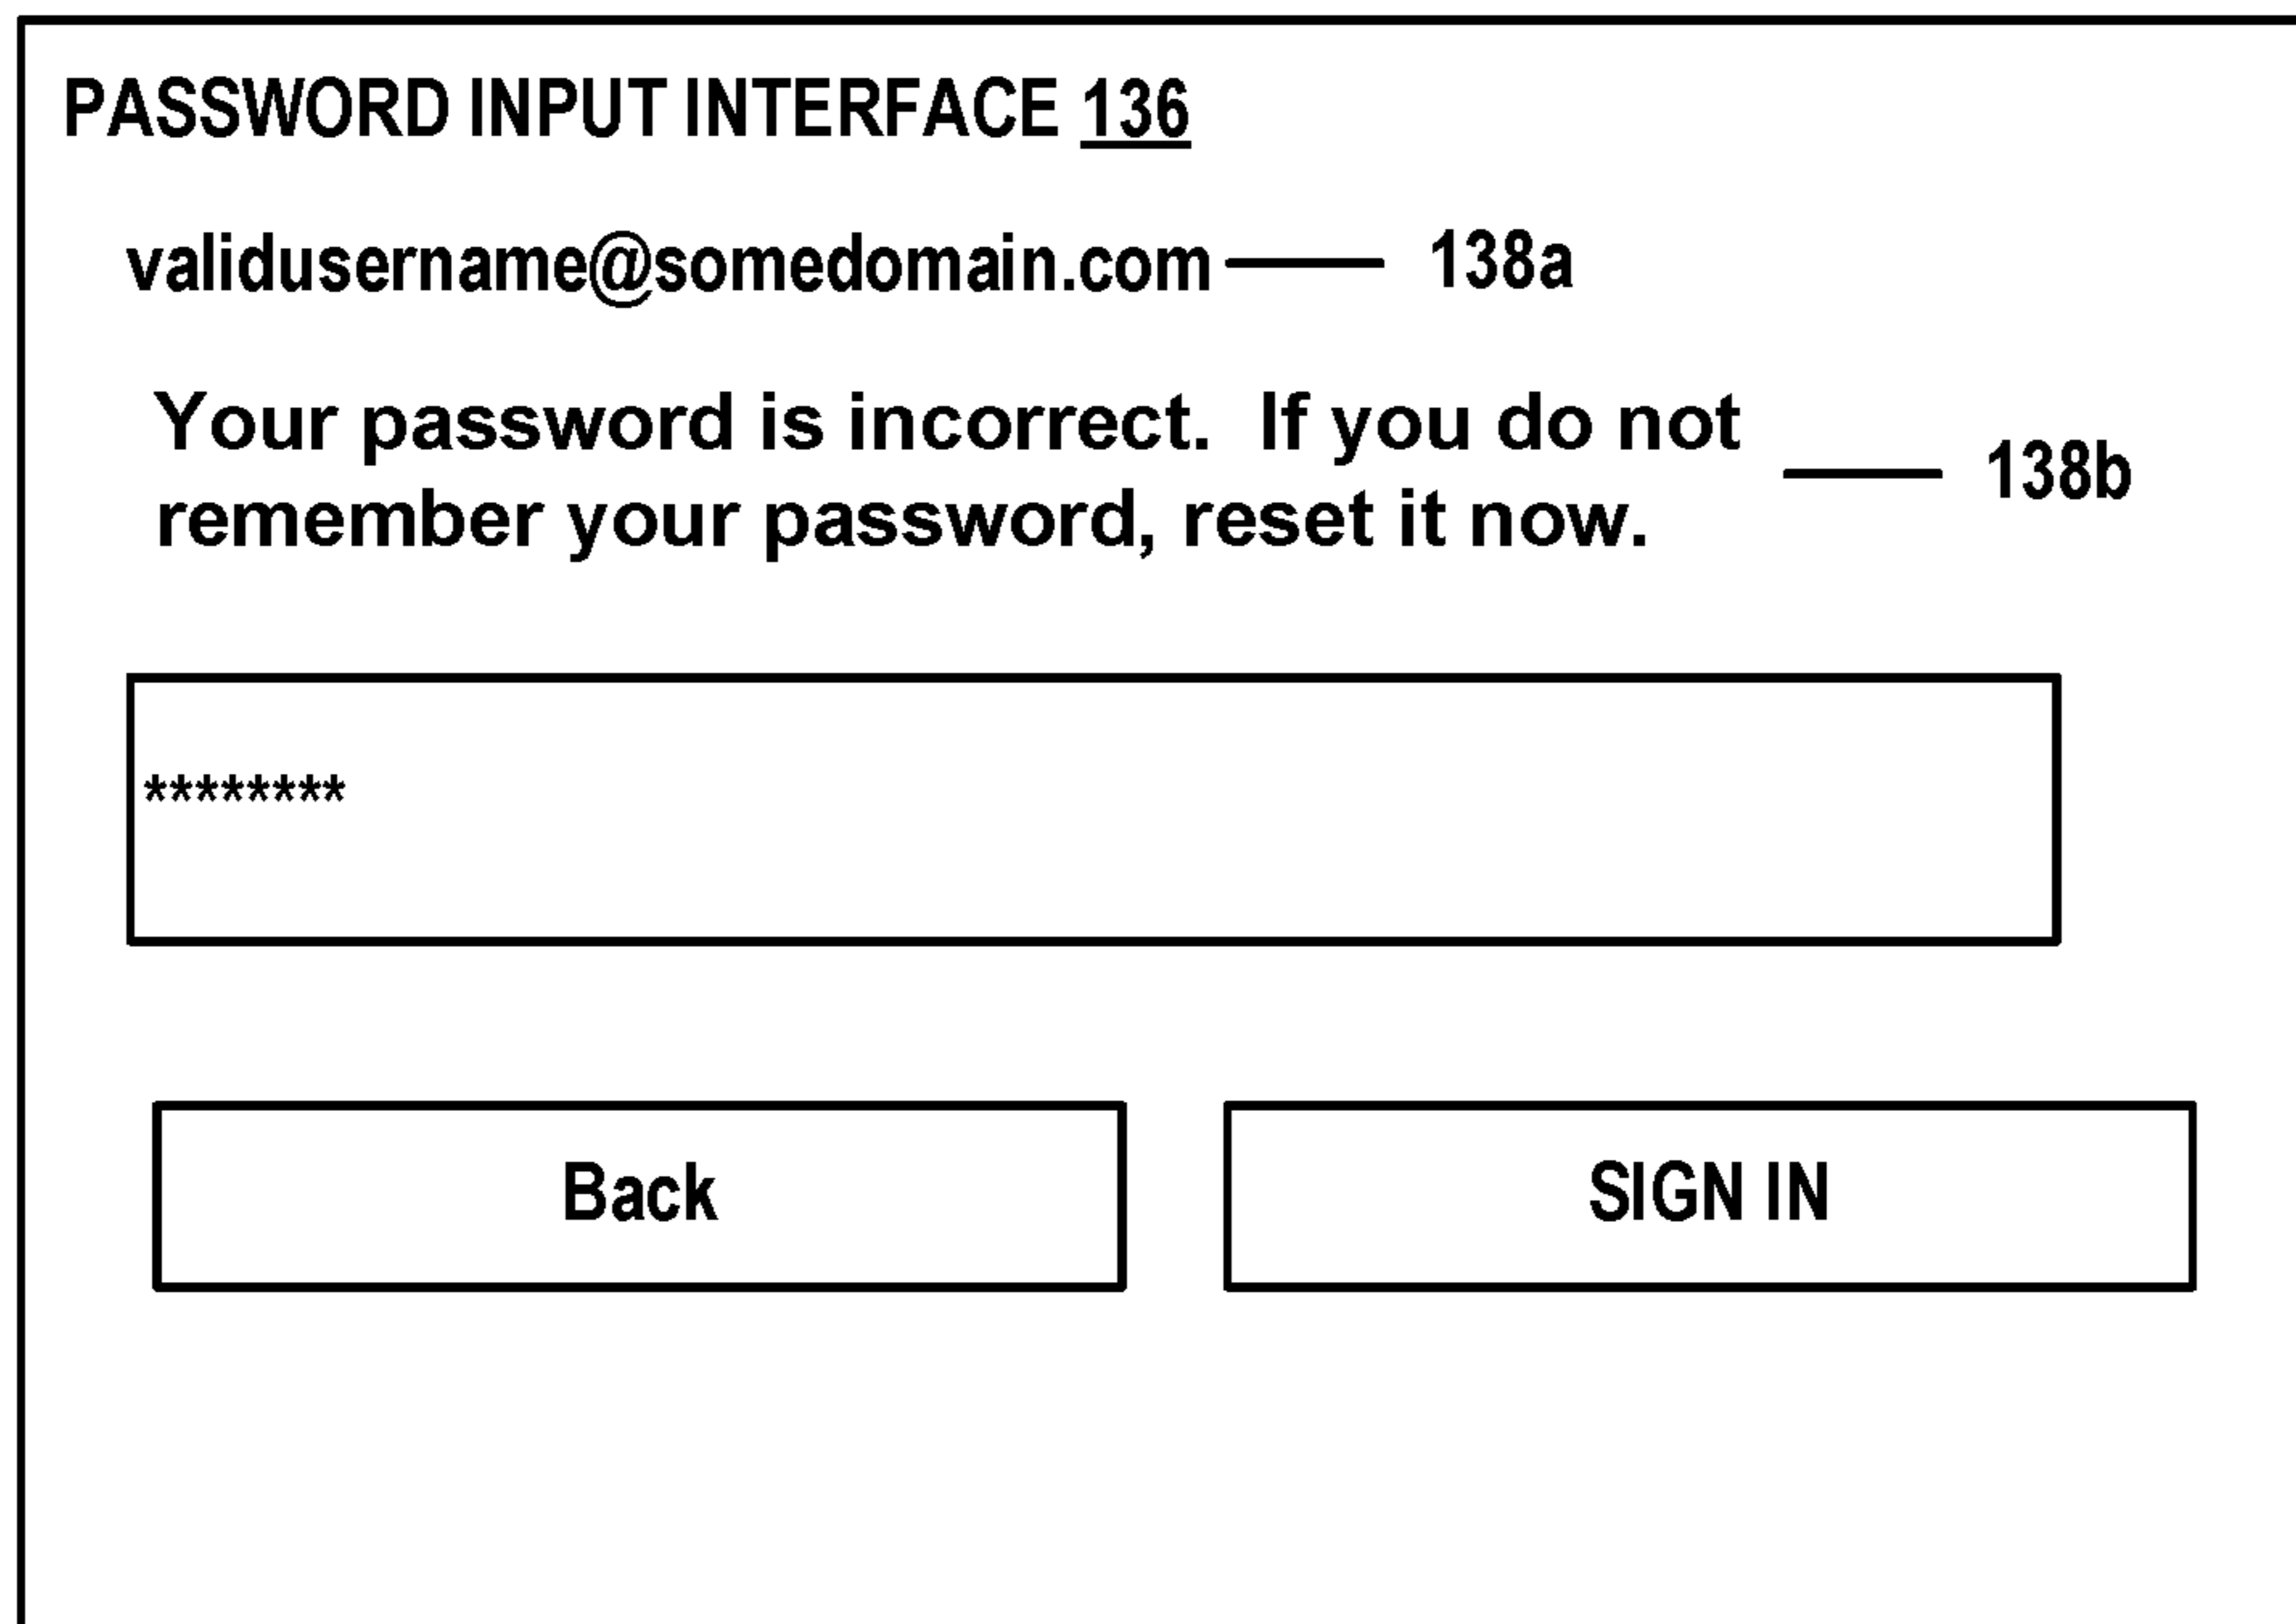 PASSWORD INPUT INTERFACE 136
validusername@somedomain.com 138a
Your password is incorrect. If you do not
remember your password, reset it now.
138b
********
Back SIGN IN